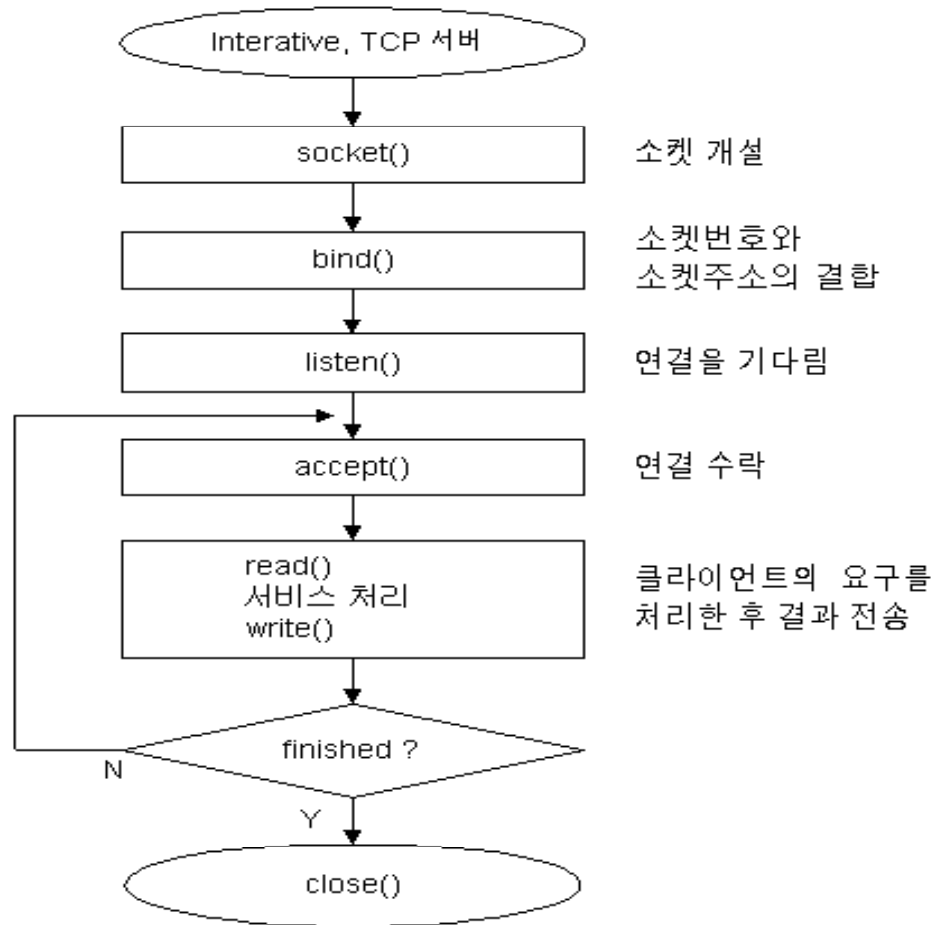 Interative, TCP 서버
socket()
소켓 개설
bind()
소켓번호와
소켓주소의 결합
listen()
연결을 기다림
accept()
연결 수락
read()
서비스 처리
write()
클라이언트의 요구를
처리한 후 결과 전송
finished ?
N
Y
close()